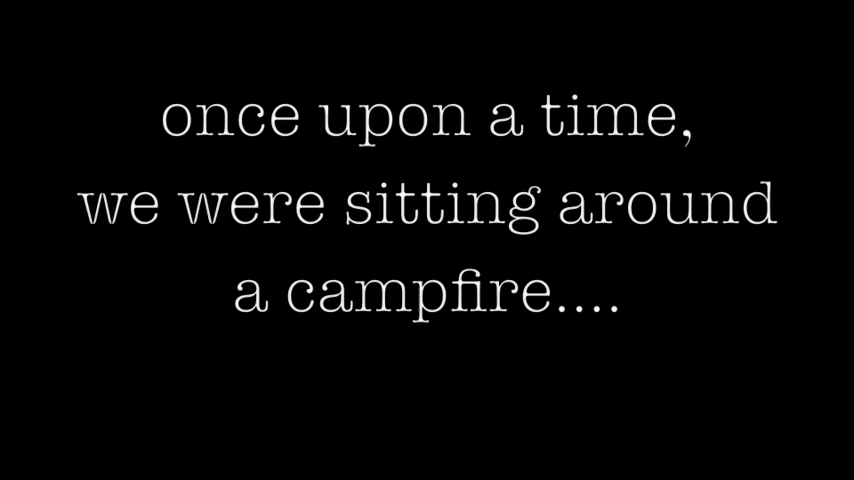 once upon a time,
we were sitting around
a campfire....